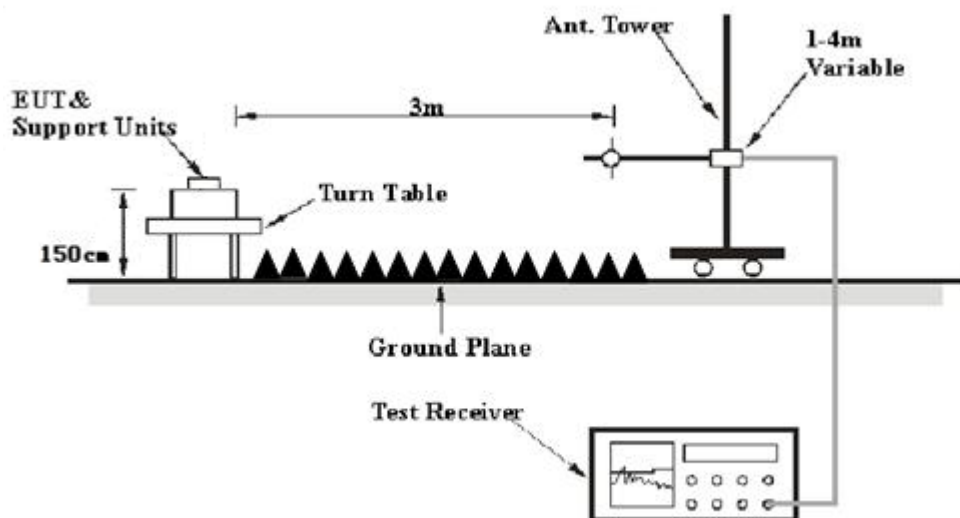 Ant. Tower
1-4m
Variable
EUT&
Support Units
3m
Turn Table
150cm
Ground Plane
Test Receiver